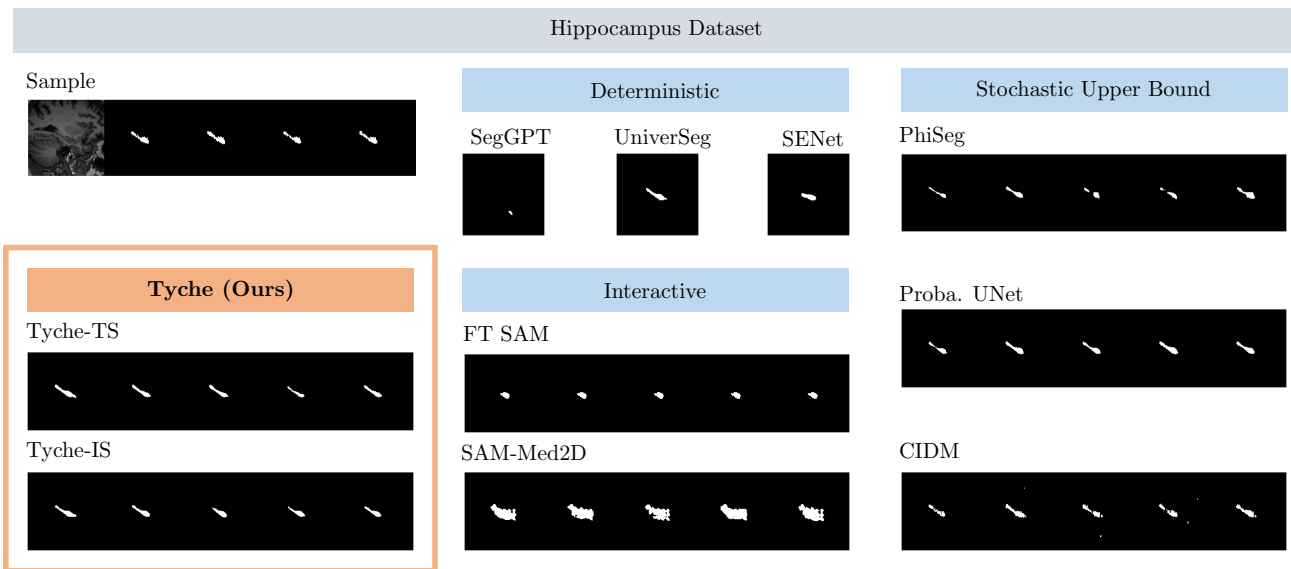 Hippocampus Dataset
Sample
Deterministic
SegGPT
UniverSeg
SENet
Stochastic Upper Bound
PhiSeg
Tyche (Ours)
Tyche-TS
Tyche-IS
Interactive
FT SAM
SAM-Med2D
Proba. UNet
CIDM